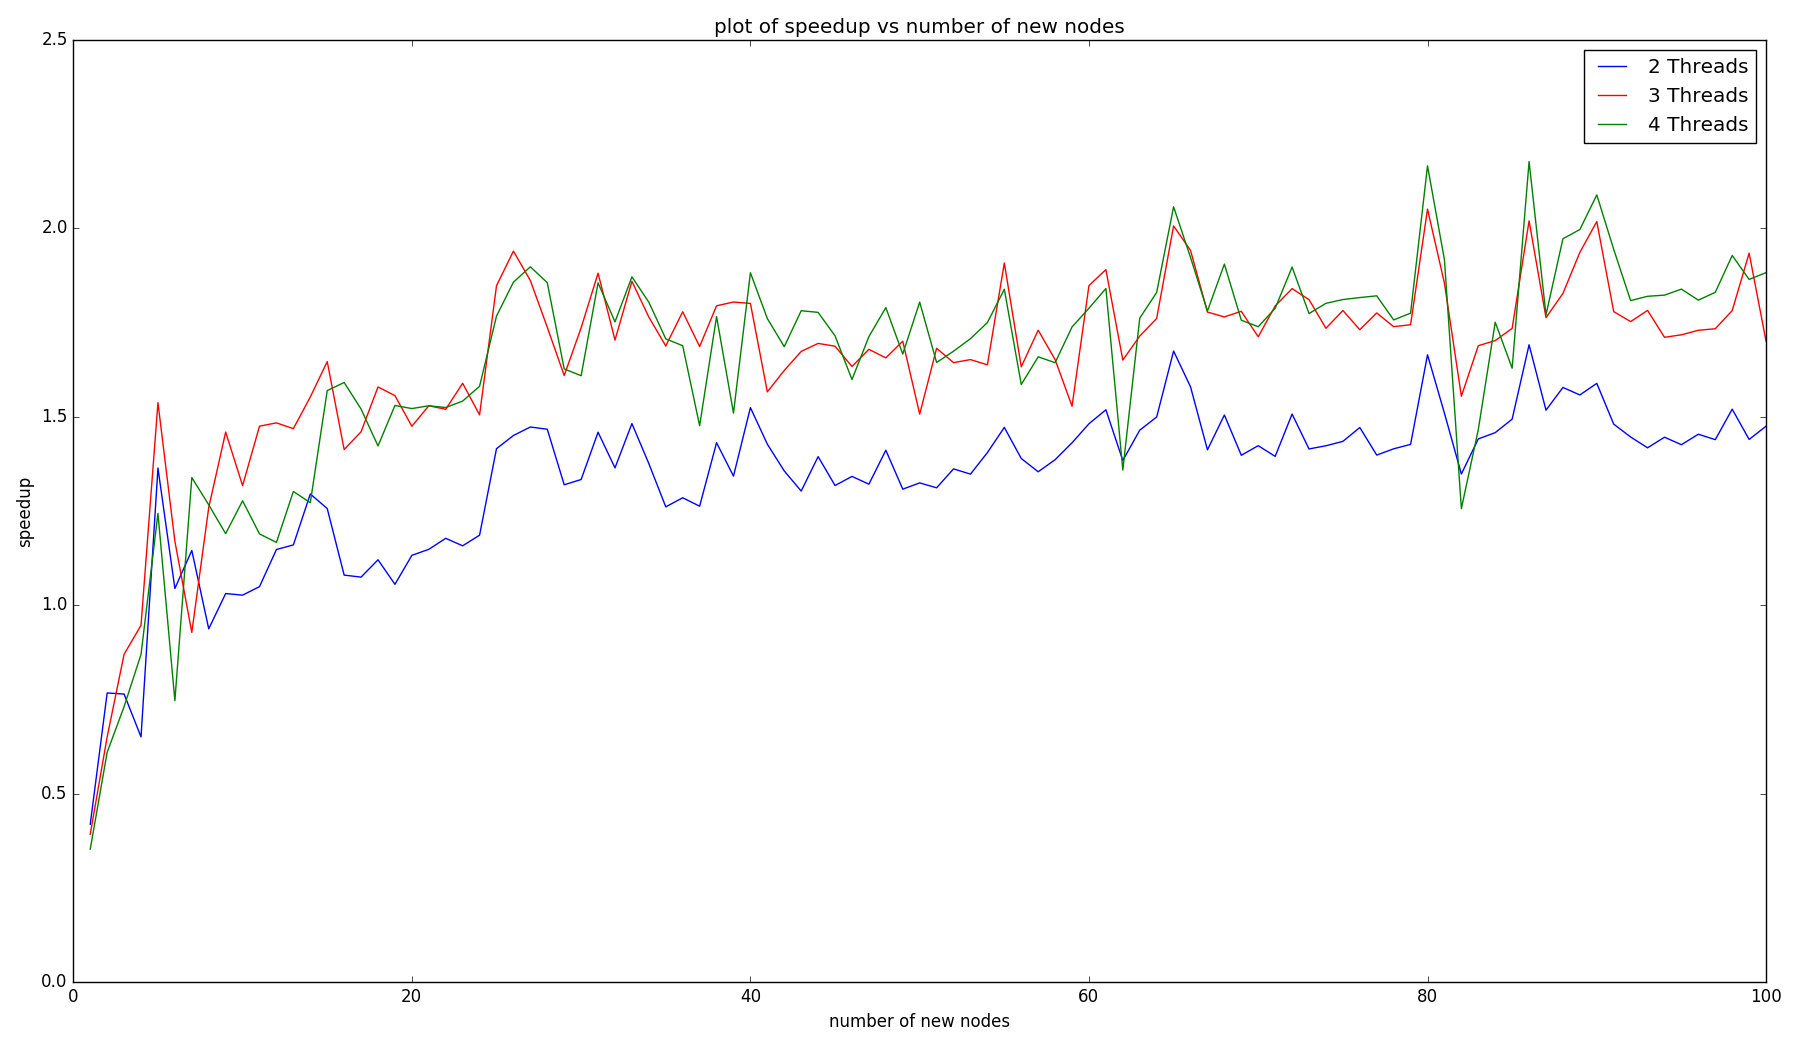 plot of speedup vs number of new nodes
2 Threads
3 Threads
4 Threads
2.5
2.0
1.5
1.0
0.5
0.0
speedup
0 20 40 60 80 100
number of new nodes